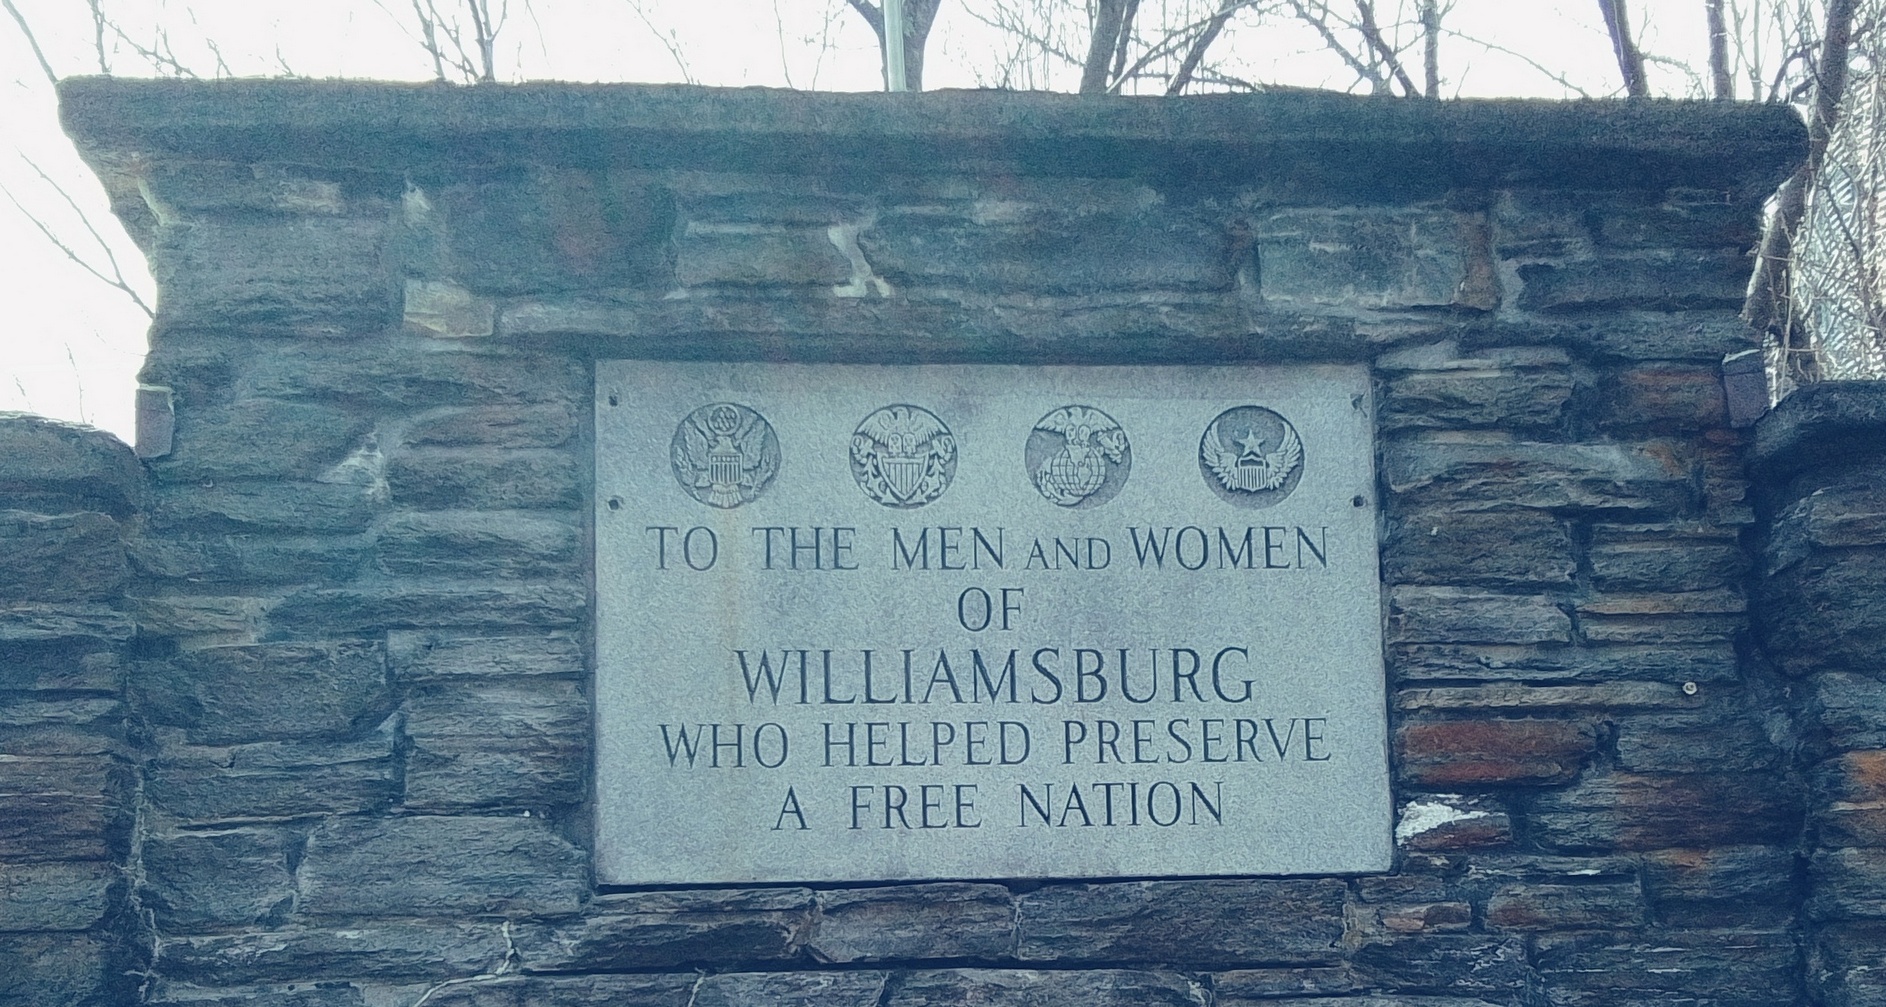 TO THE MEN AND WOMEN
OF
WILLIAMSBURG
WHO HELPED PRESERVE
A FREE NATION